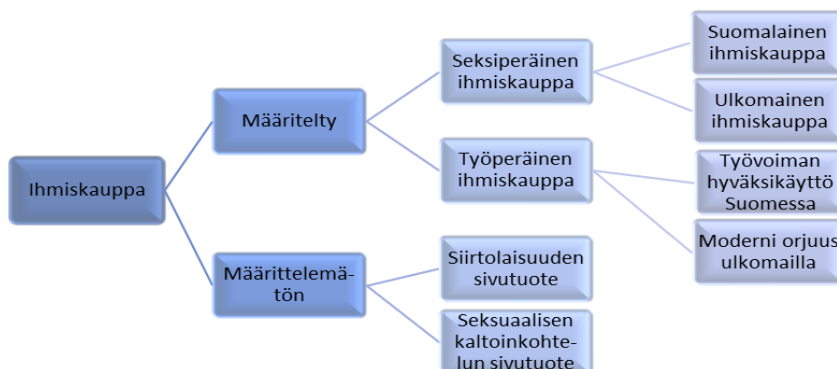 Ihmiskauppa
Määritelty
Seksiperäinen
ihmiskauppa
Suomalainen
ihmiskauppa
Ulkomainen
ihmiskauppa
Työperäinen
ihmiskauppa
Työvoiman
hyväksikäyttö
Suomessa
Moderni orjuus
ulkomailla
Määrittelemä-
tön
Siirtolaisuuden
sivutuote
Seksuaalisen
kaltoinkohte-
lun sivutuote